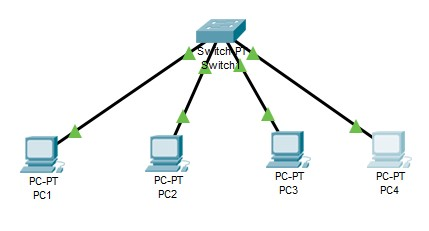 Switch-PT
Switch1
PC-PT
PC1
PC-PT
PC2
PC-PT
PC3
PC-PT
PC4